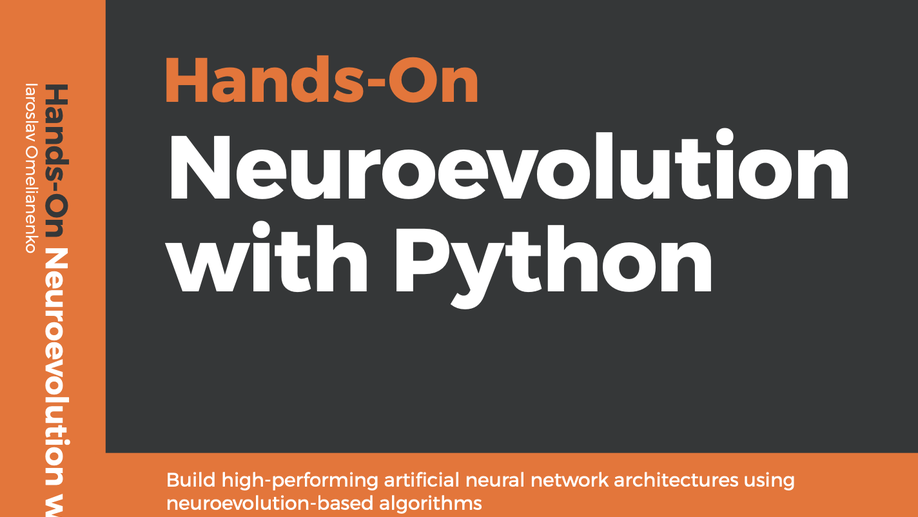 Hands-On Neuroevolution
Iaroslav Omelianenko
Hands-On
Neuroevolution
with Python
Build high-performing artificial neural network architectures using
neuroevolution-based algorithms